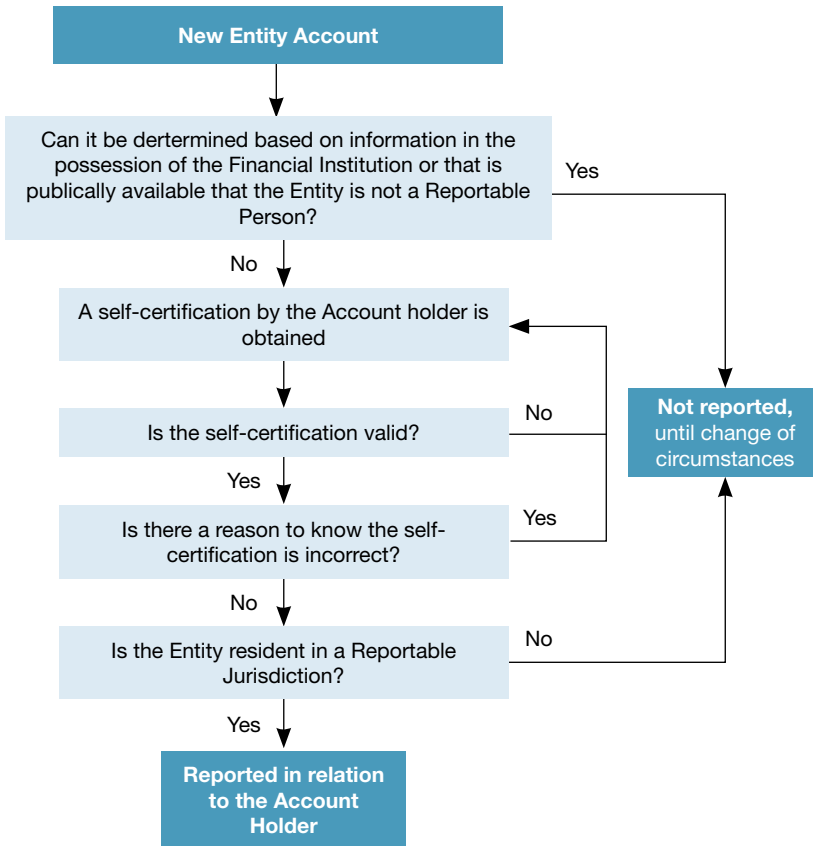 New Entity Account
Can it be dertermined based on information in the
possession of the Financial Institution or that is
publically available that the Entity is not a Reportable
Person?
Yes
No
A self-certification by the Account holder is
obtained
Is the self-certification valid?
No
Not reported,
until change of
circumstances
Yes
Is there a reason to know the self-
certification is incorrect?
Yes
No
Is the Entity resident in a Reportable
Jurisdiction?
No
Yes
Reported in relation
to the Account
Holder